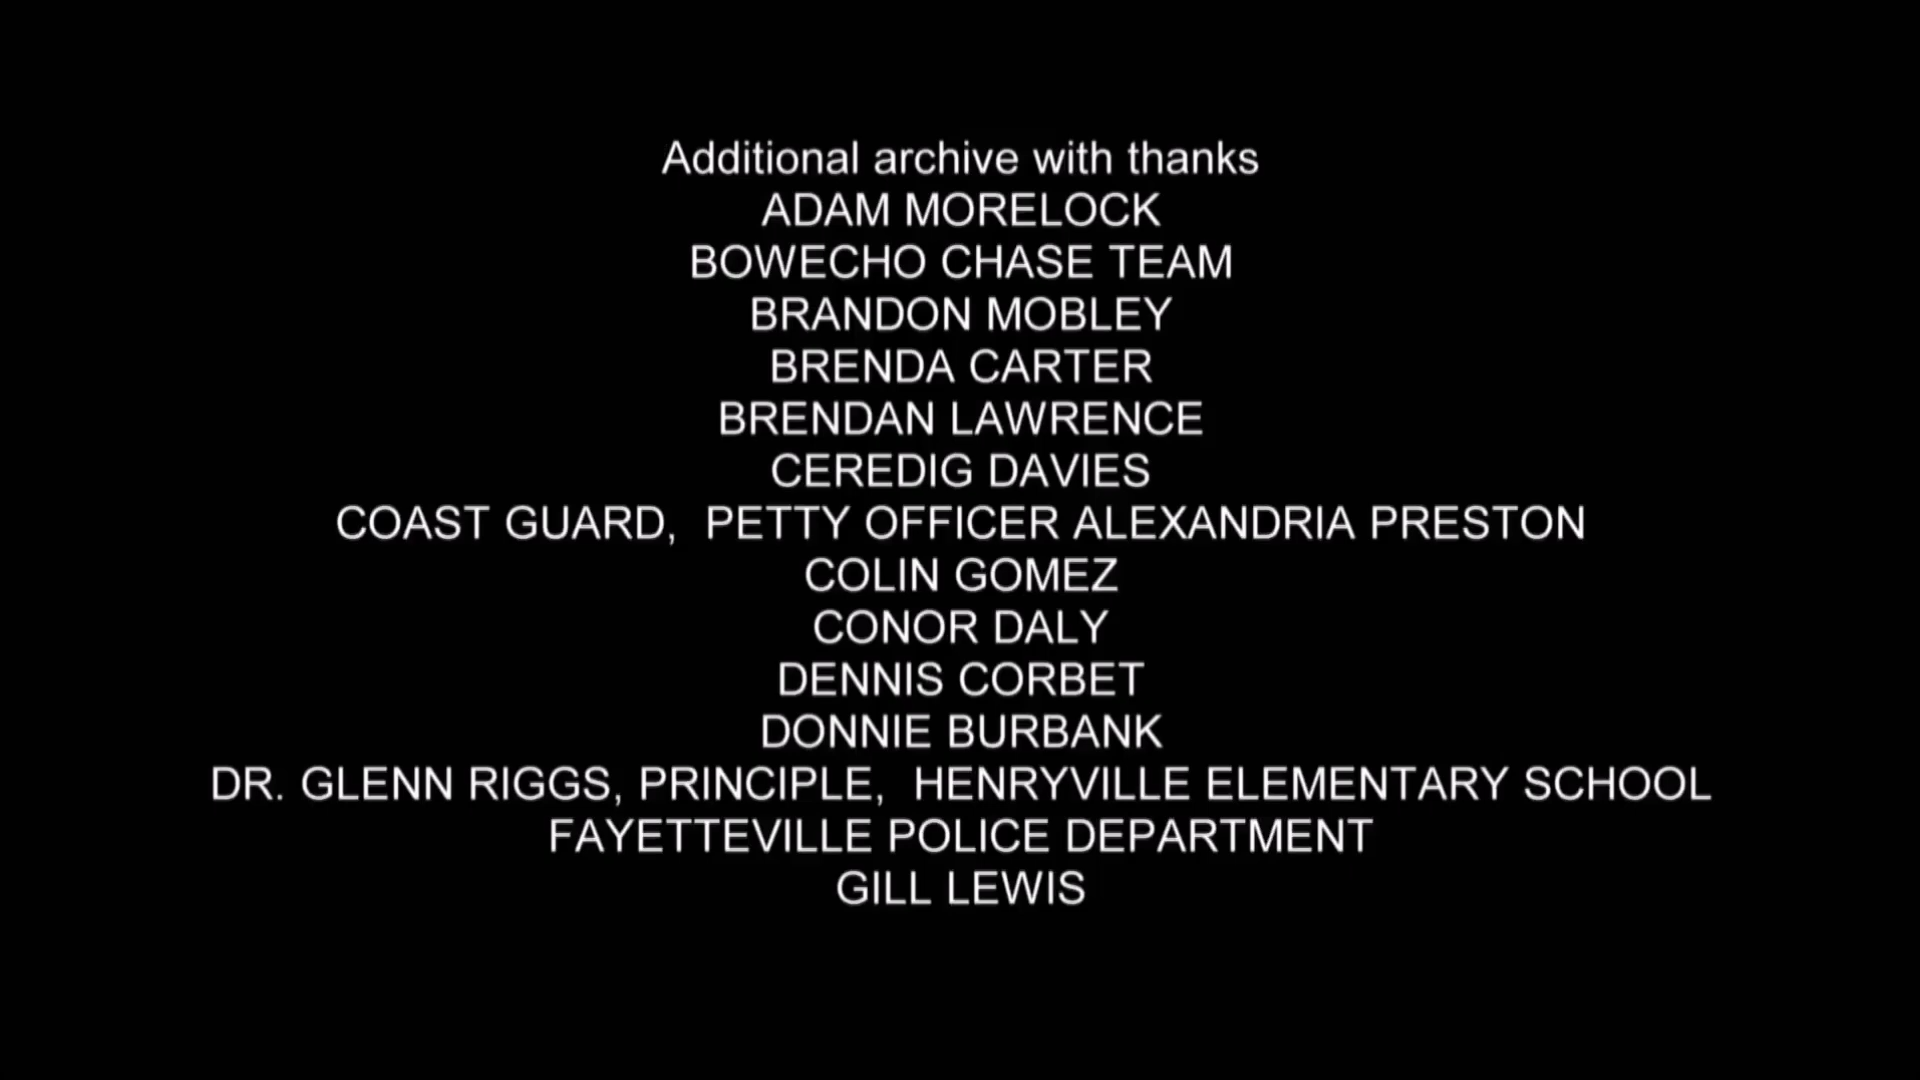 Additional archive with thanks
ADAM MORELOCK
BOWECHO CHASE TEAM
BRANDON MOBLEY
BRENDA CARTER
BRENDAN LAWRENCE
CEREDIG DAVIES
COAST GUARD,  PETTY OFFICER ALEXANDRIA PRESTON
COLIN GOMEZ
CONOR DALY
DENNIS CORBET
DONNIE BURBANK
DR. GLENN RIGGS, PRINCIPLE,  HENRYVILLE ELEMENTARY SCHOOL
FAYETTEVILLE POLICE DEPARTMENT
GILL LEWIS